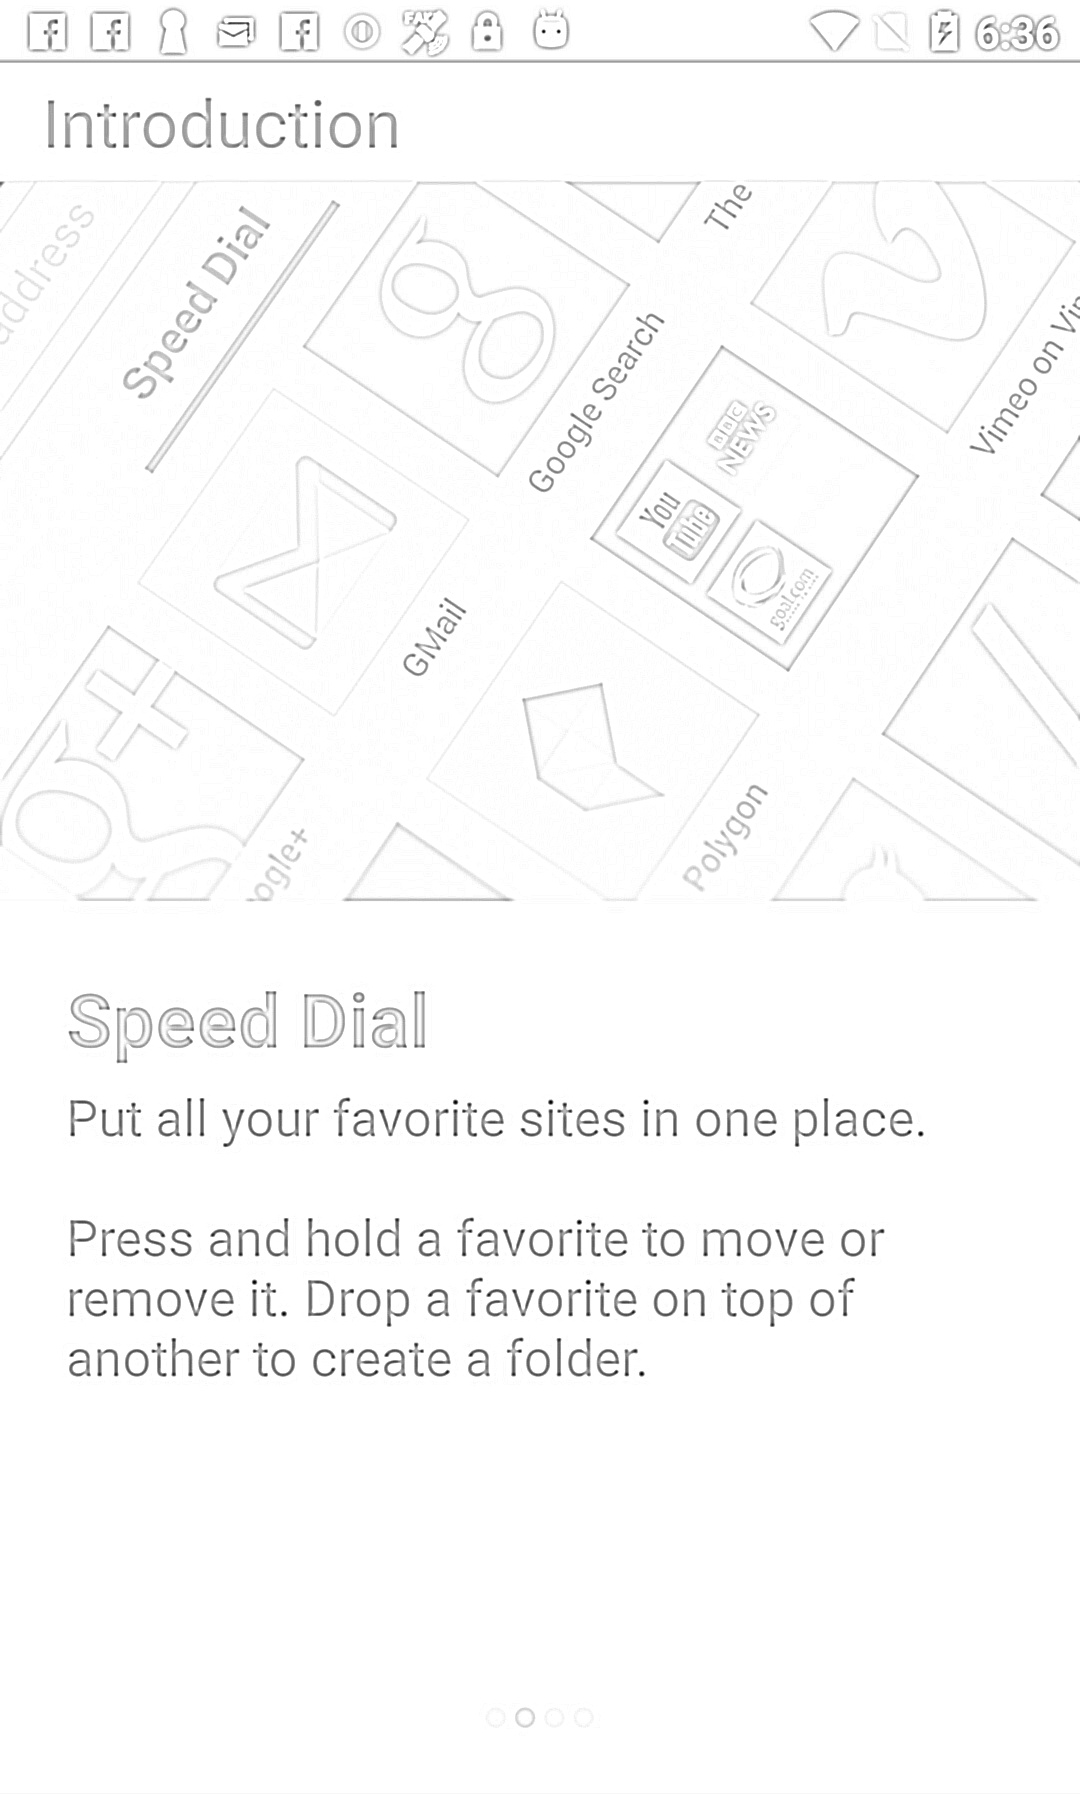 6:36
Introduction
address
Speed Dial
The
Google Search
Vimeo on
BBC
NEWS
You
Tube
goal.com
GMail
ogle+
Polygon
Speed Dial
Put all your favorite sites in one place.
Press and hold a favorite to move or
remove it. Drop a favorite on top of
another to create a folder.